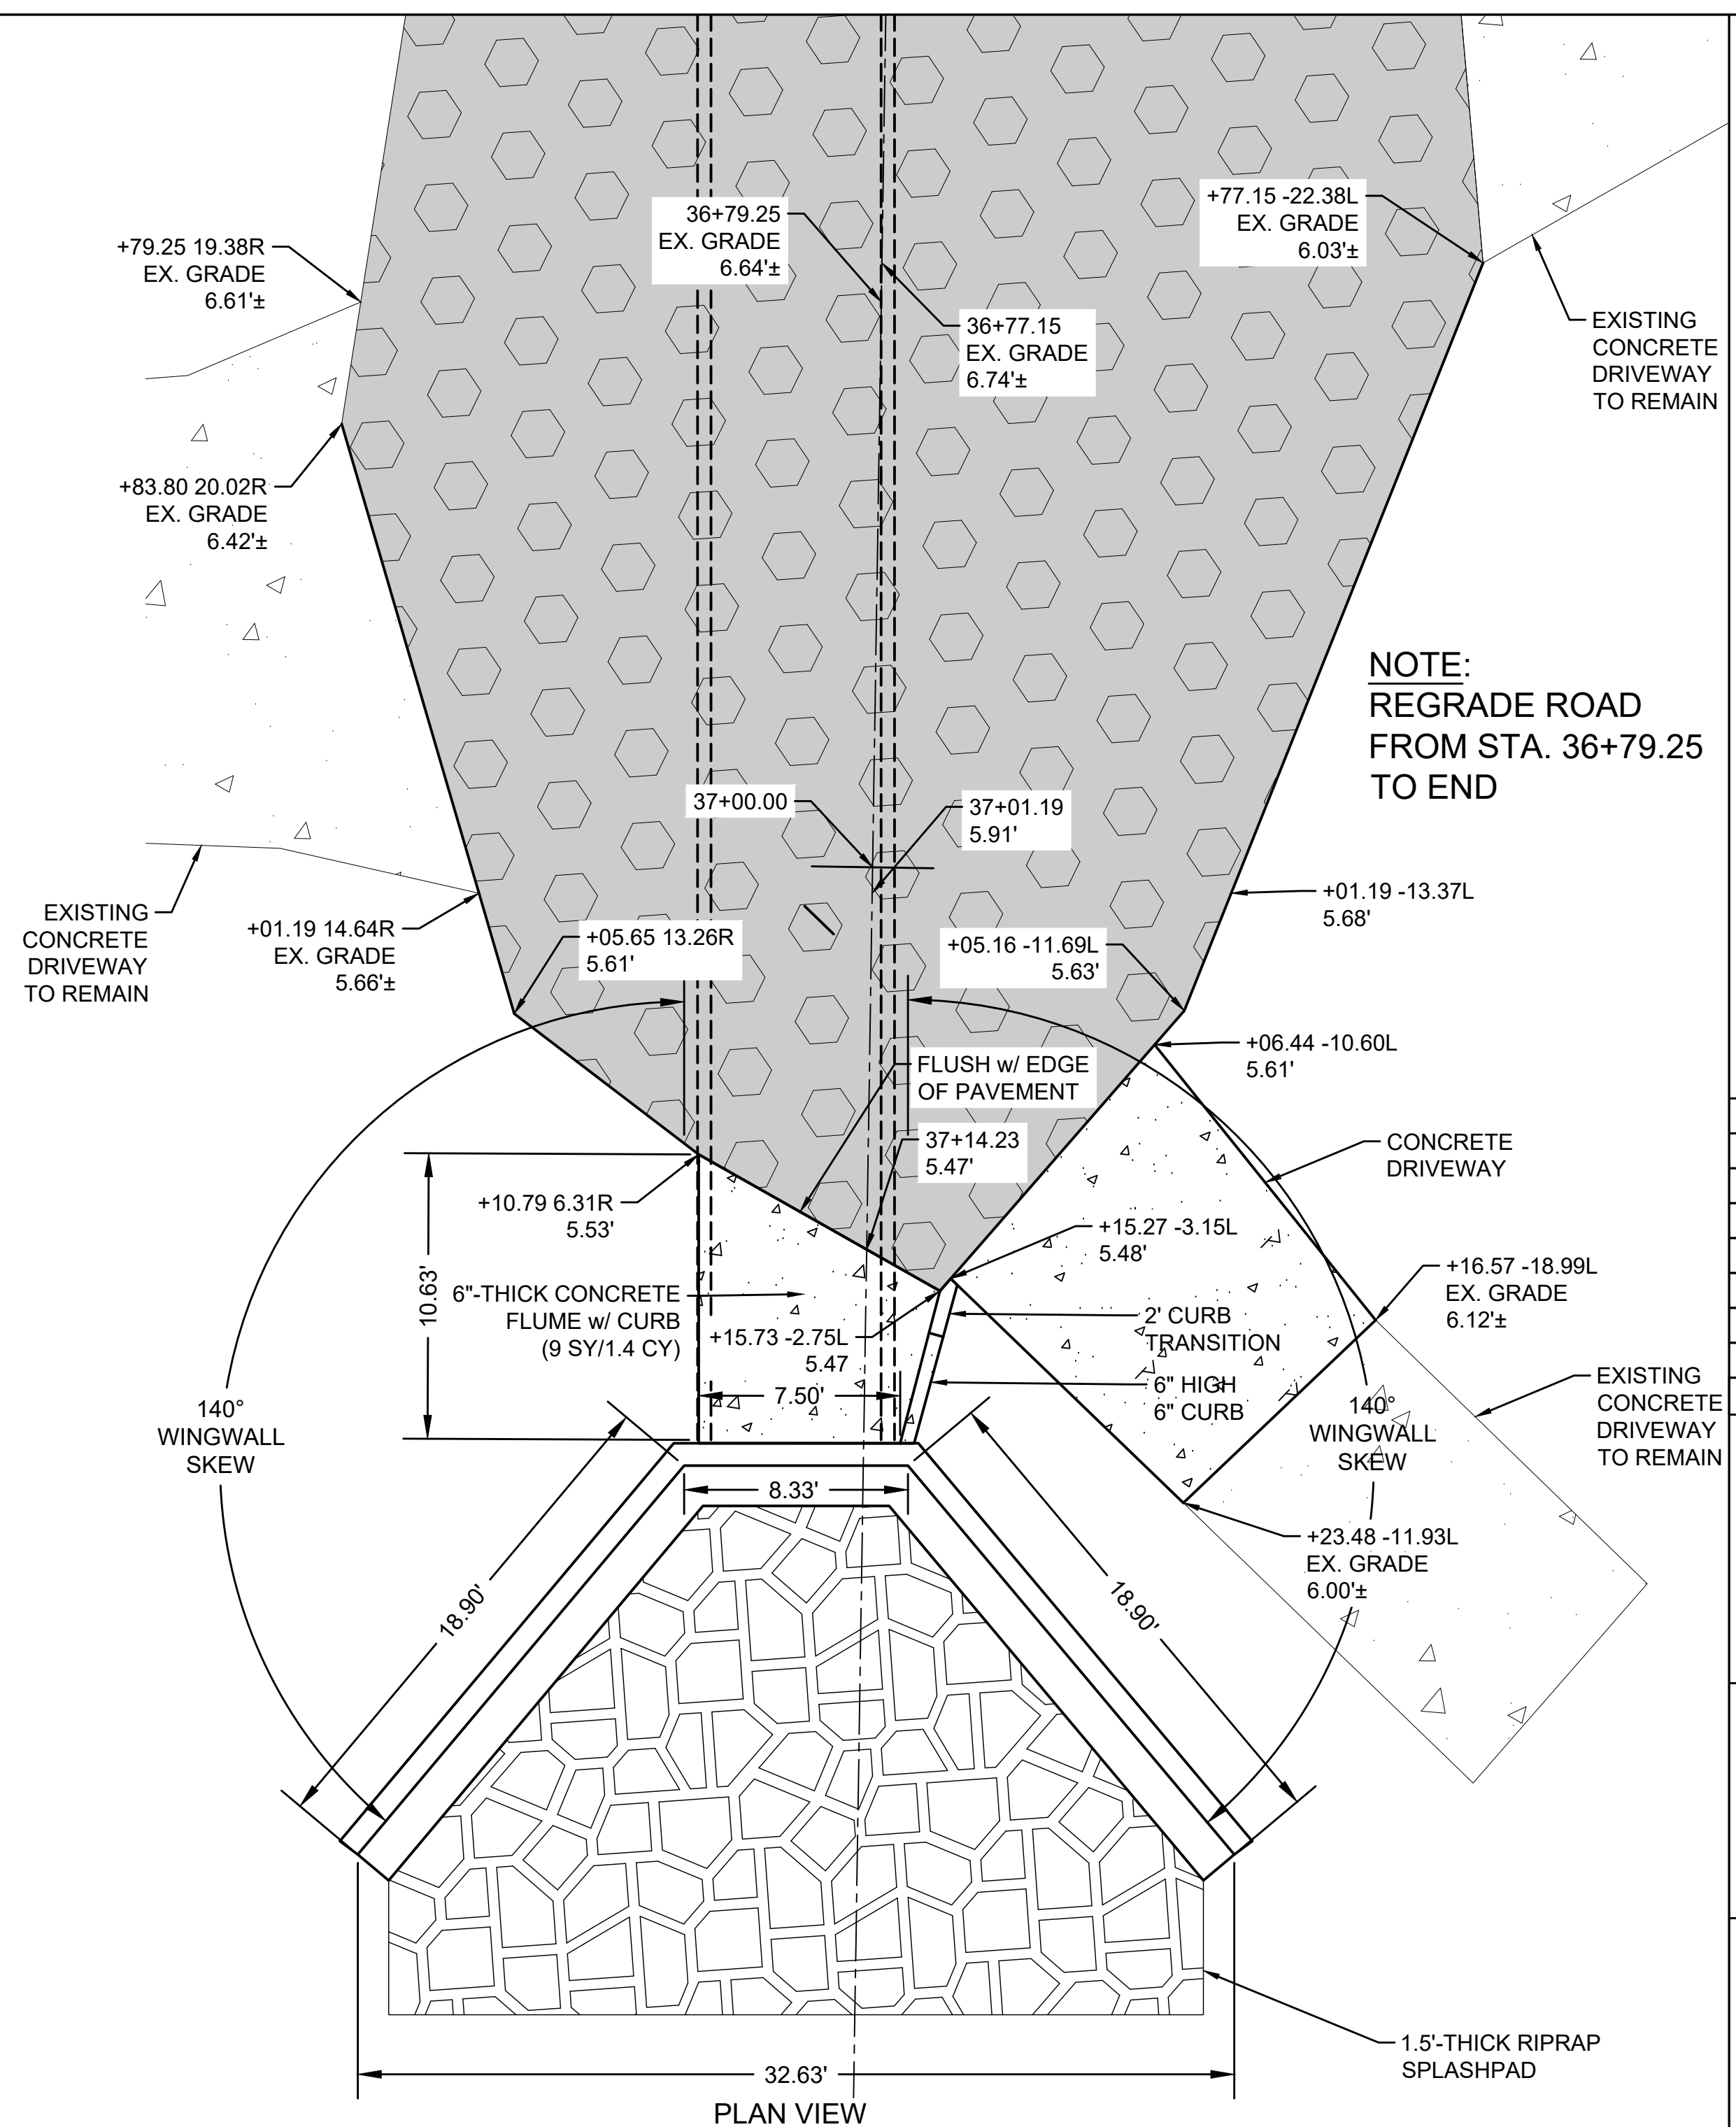 +79.25 19.38R
EX. GRADE
6.61'±
36+79.25
EX. GRADE
6.64'±
+77.15 -22.38L
EX. GRADE
6.03'±
36+77.15
EX. GRADE
6.74'±
EXISTING
CONCRETE
DRIVEWAY
TO REMAIN
+83.80 20.02R
EX. GRADE
6.42'±
NOTE:
REGRADE ROAD
FROM STA. 36+79.25
TO END
37+00.00
37+01.19
5.91'
+01.19 -13.37L
5.68'
EXISTING
CONCRETE
DRIVEWAY
TO REMAIN
+01.19 14.64R
EX. GRADE
5.66'±
+05.65 13.26R
5.61'
+05.16 -11.69L
5.63'
+06.44 -10.60L
5.61'
FLUSH w/ EDGE
OF PAVEMENT
37+14.23
5.47'
CONCRETE
DRIVEWAY
+10.79 6.31R
5.53'
+15.27 -3.15L
5.48'
+16.57 -18.99L
EX. GRADE
6.12'±
10.63'
6"-THICK CONCRETE
FLUME w/ CURB
(9 SY/1.4 CY)
+15.73 -2.75L
5.47
2' CURB
TRANSITION
6" HIGH
6" CURB
7.50'
140°
WINGWALL
SKEW
140°
WINGWALL
SKEW
EXISTING
CONCRETE
DRIVEWAY
TO REMAIN
8.33'
+23.48 -11.93L
EX. GRADE
6.00'±
18.90'
18.90'
1.5'-THICK RIPRAP
SPLASHPAD
32.63'
PLAN VIEW